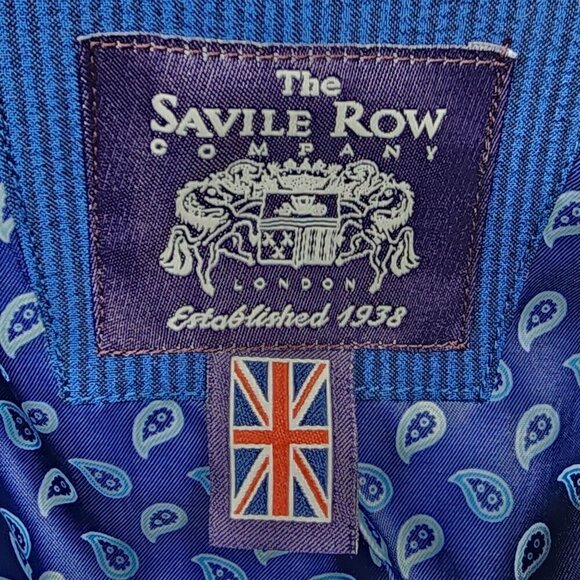 The
SAVILE ROW
COMPANY
LONDON
Established 1938